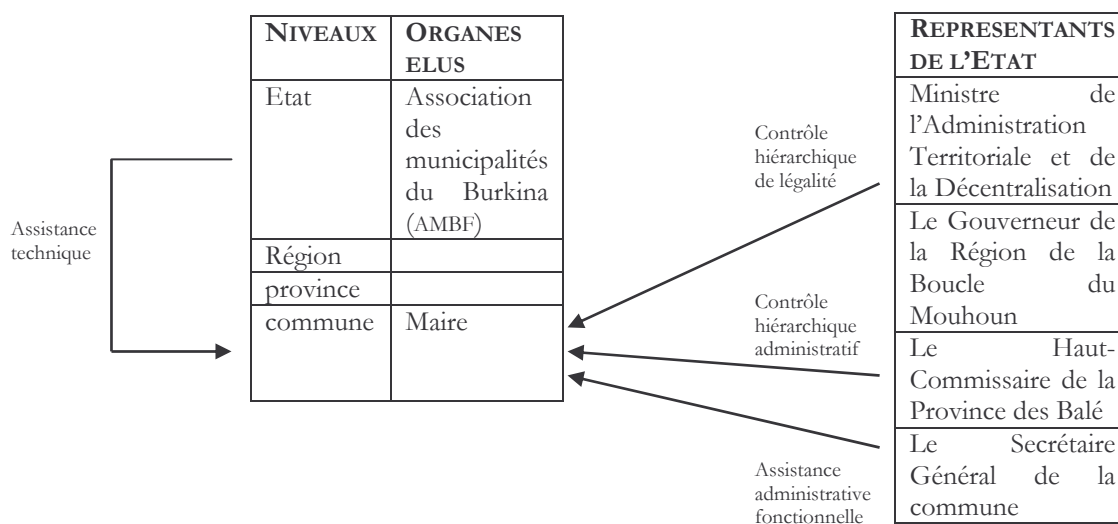 Assistance
technique
NIVEAUX
ORGANES
ELUS
Etat
Association
des
municipalités
du Burkina
(AMBF)
Région
province
commune
Maire
Contrôle
hiérarchique
de légalité
Contrôle
hiérarchique
administratif
Assistance
administrative
fonctionnelle
REPRESENTANTS
DE L’ETAT
Ministre de
l’Administration
Territoriale et de
la Décentralisation
Le Gouverneur de
la Région de la
Boucle du
Mouhoun
Le Haut-
Commissaire de la
Province des Balé
Le Secrétaire
Général de la
commune